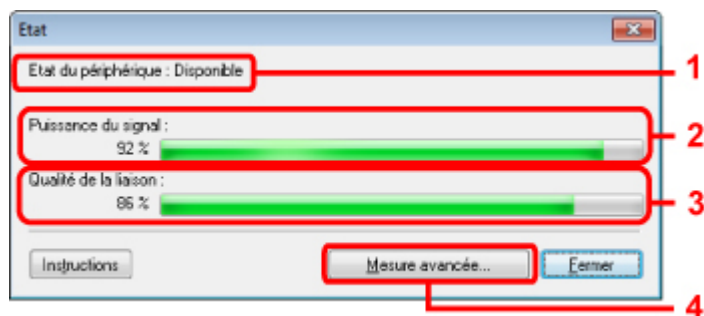 Etat
Etat du périphérique : Disponible
1
Puissance du signal :
92 %
2
Qualité de la liaison :
86 %
3
Instructions
Mesure avancée...
Fermer
4